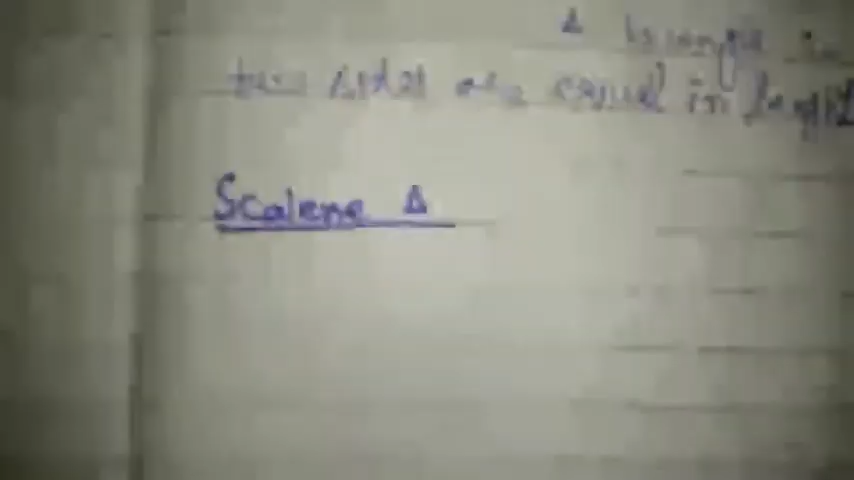 Δ
two sides are equal in length
Scalene Δ